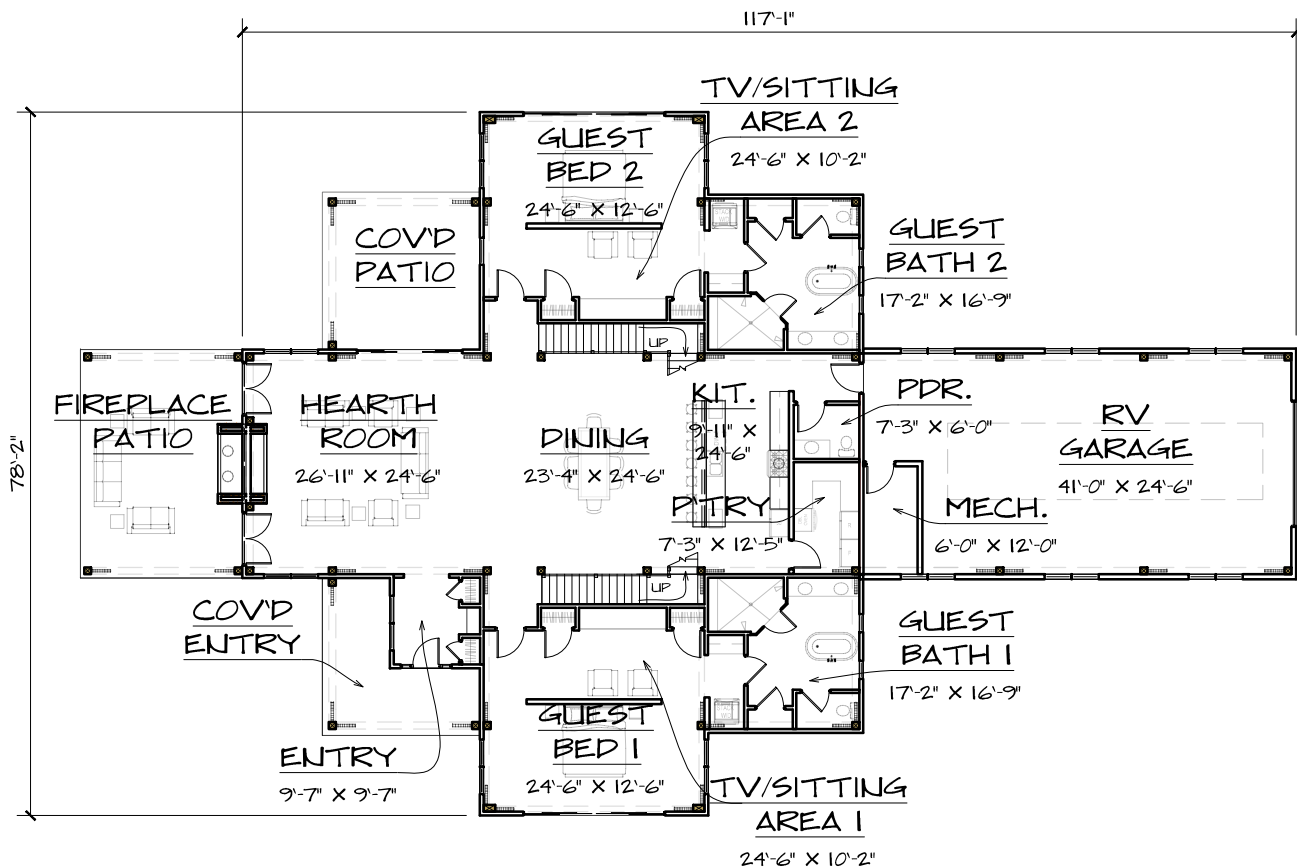 117'-1"
78'-2"
TV/SITTING
AREA 2
24'-6" X 10'-2"
GUEST
BED 2
24'-6" X 12'-6"
COV'D
PATIO
GUEST
BATH 2
17'-2" X 16'-9"
UP
FIREPLACE
PATIO
HEARTH
ROOM
26'-11" X 24'-6"
DINING
23'-4" X 24'-6"
KIT.
9'-11" X
24'-6"
PDR.
7'-3" X 6'-0"
RV
GARAGE
41'-0" X 24'-6"
P'TRY
7'-3" X 12'-5"
MECH.
6'-0" X 12'-0"
UP
COV'D
ENTRY
GUEST
BATH 1
17'-2" X 16'-9"
GUEST
BED 1
24'-6" X 12'-6"
ENTRY
9'-7" X 9'-7"
TV/SITTING
AREA 1
24'-6" X 10'-2"